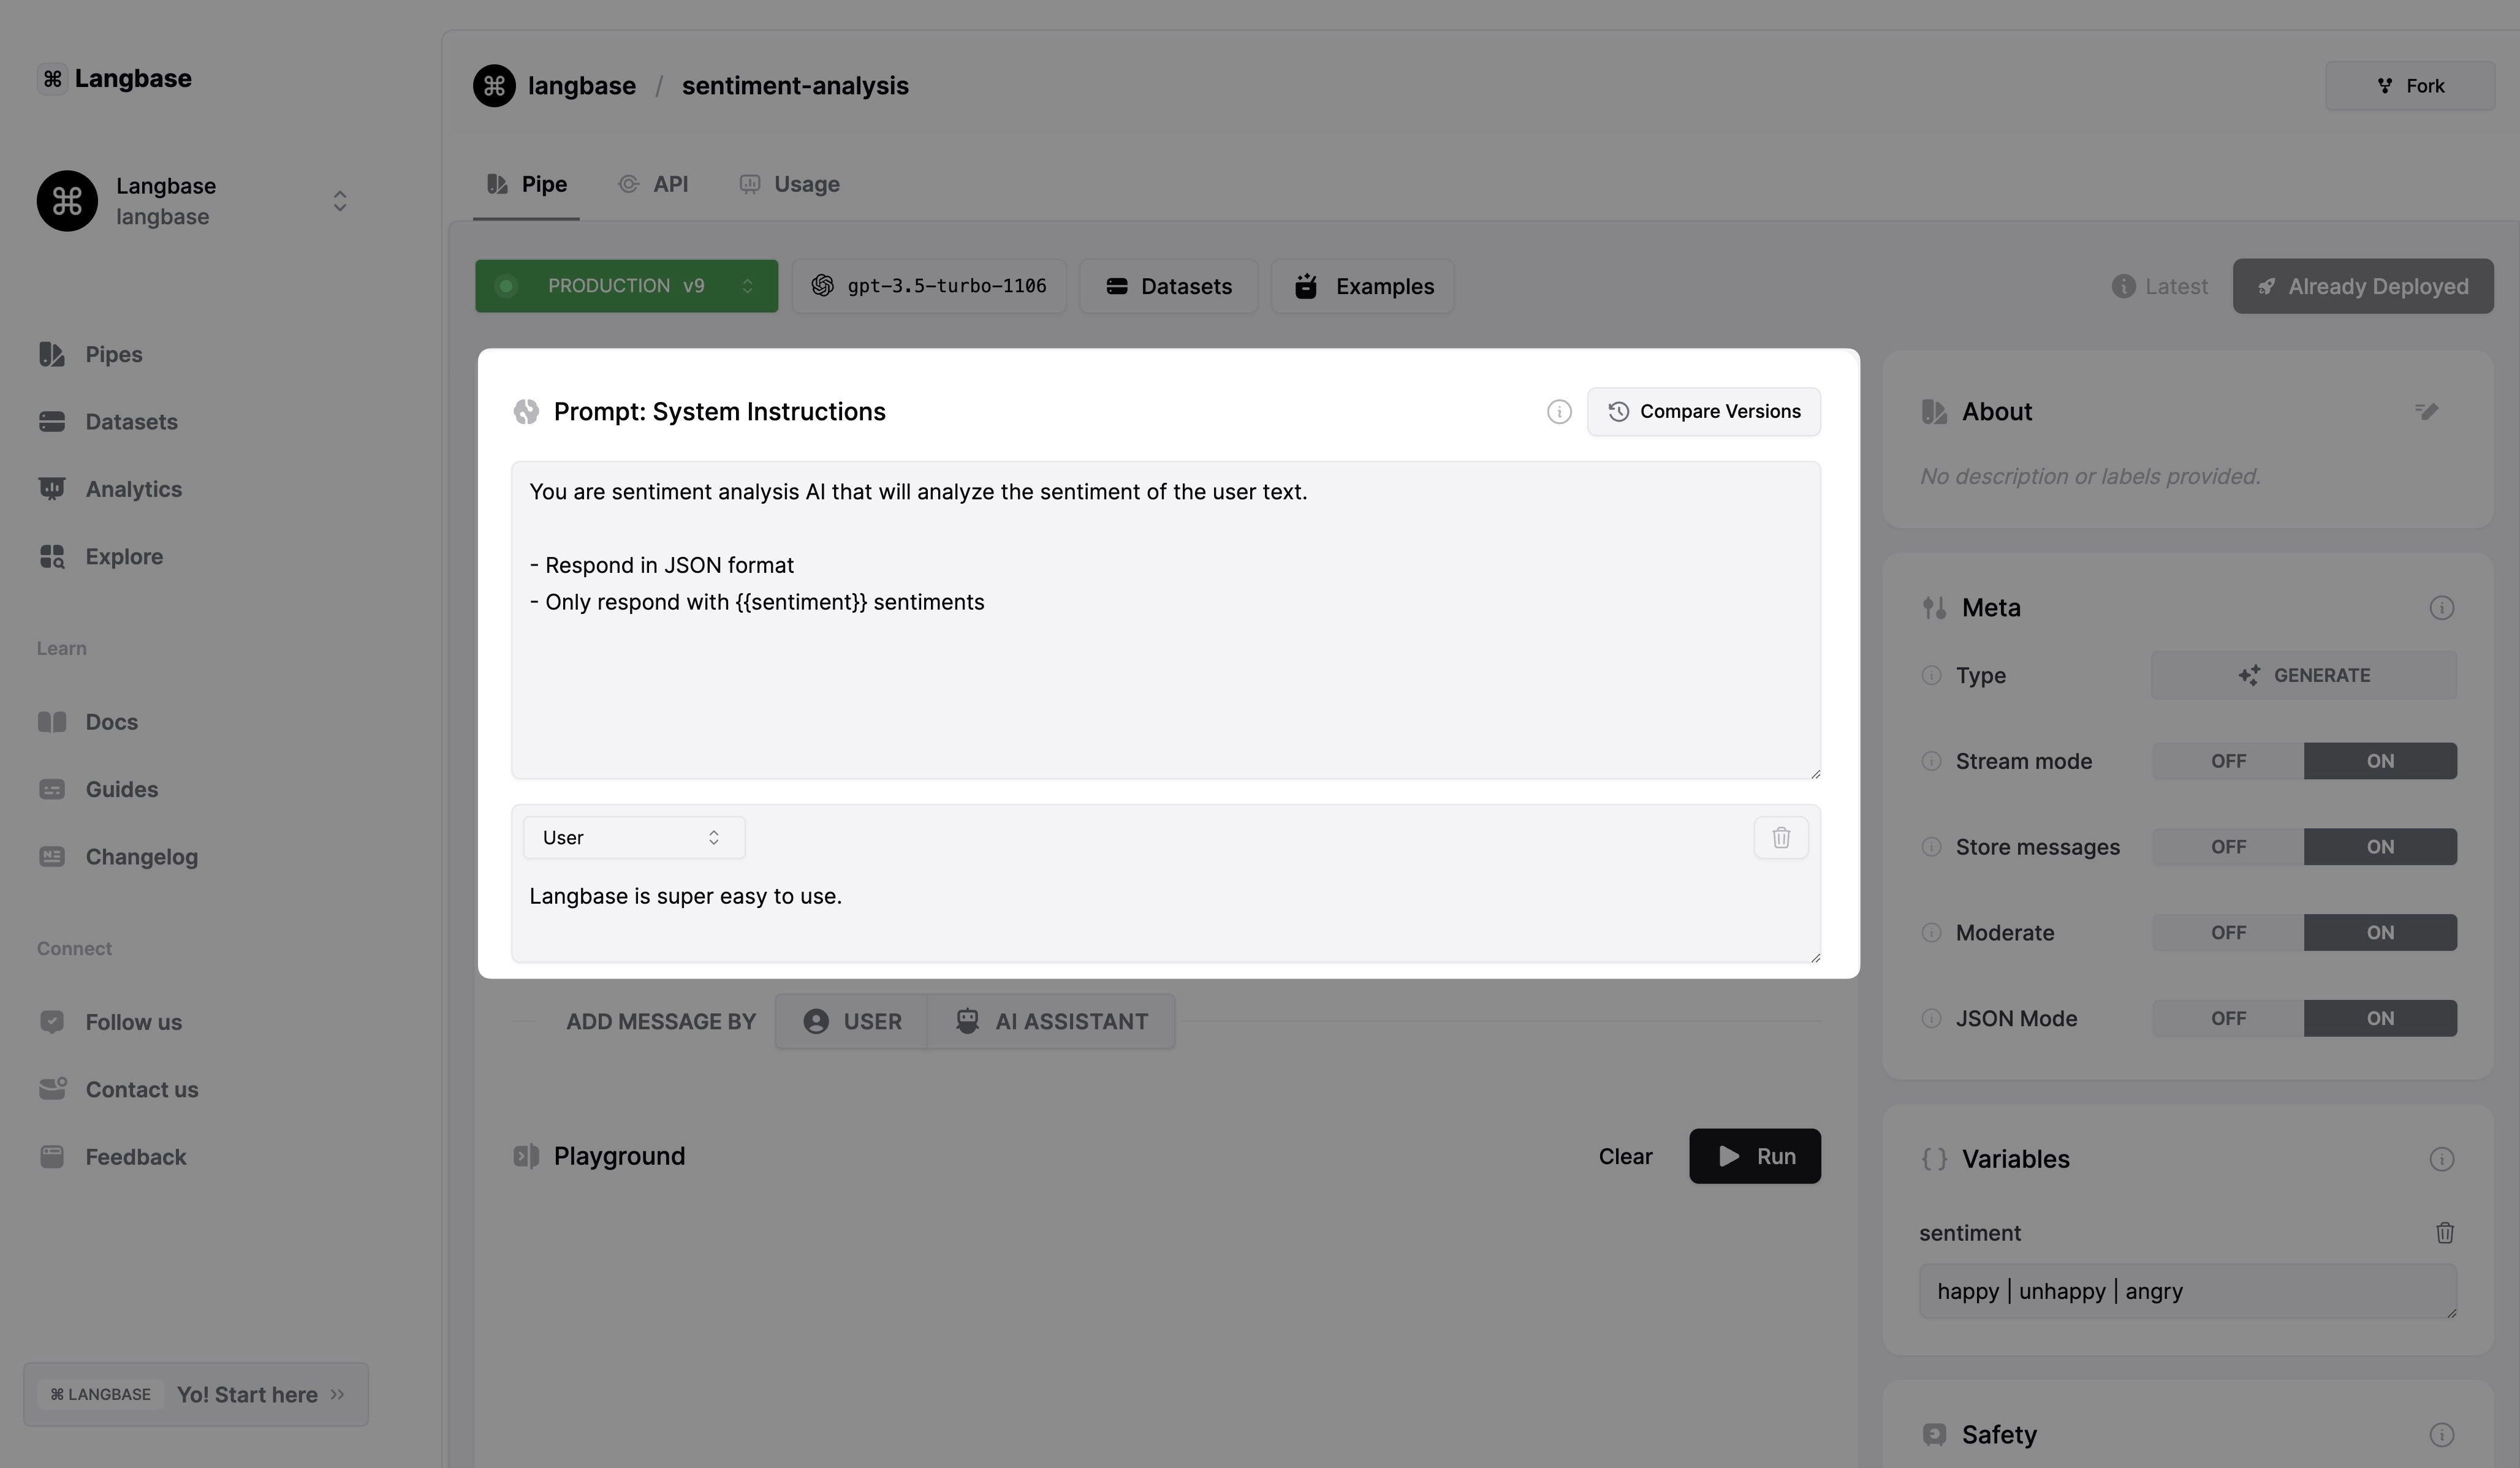 Langbase
Langbase
langbase
Pipes
Datasets
Analytics
Explore
Learn
Docs
Guides
Changelog
Connect
Follow us
Contact us
Feedback
⌘ LANGBASE Yo! Start here
langbase / sentiment-analysis
Fork
Pipe API Usage
PRODUCTION v9 gpt-3.5-turbo-1106 Datasets Examples Latest Already Deployed
Prompt: System Instructions Compare Versions
You are sentiment analysis AI that will analyze the sentiment of the user text.
- Respond in JSON format
- Only respond with {{sentiment}} sentiments
User
Langbase is super easy to use.
ADD MESSAGE BY USER AI ASSISTANT
Playground Clear Run
About
No description or labels provided.
Meta
Type GENERATE
Stream mode OFF ON
Store messages OFF ON
Moderate OFF ON
JSON Mode OFF ON
{ } Variables
sentiment
happy | unhappy | angry
Safety